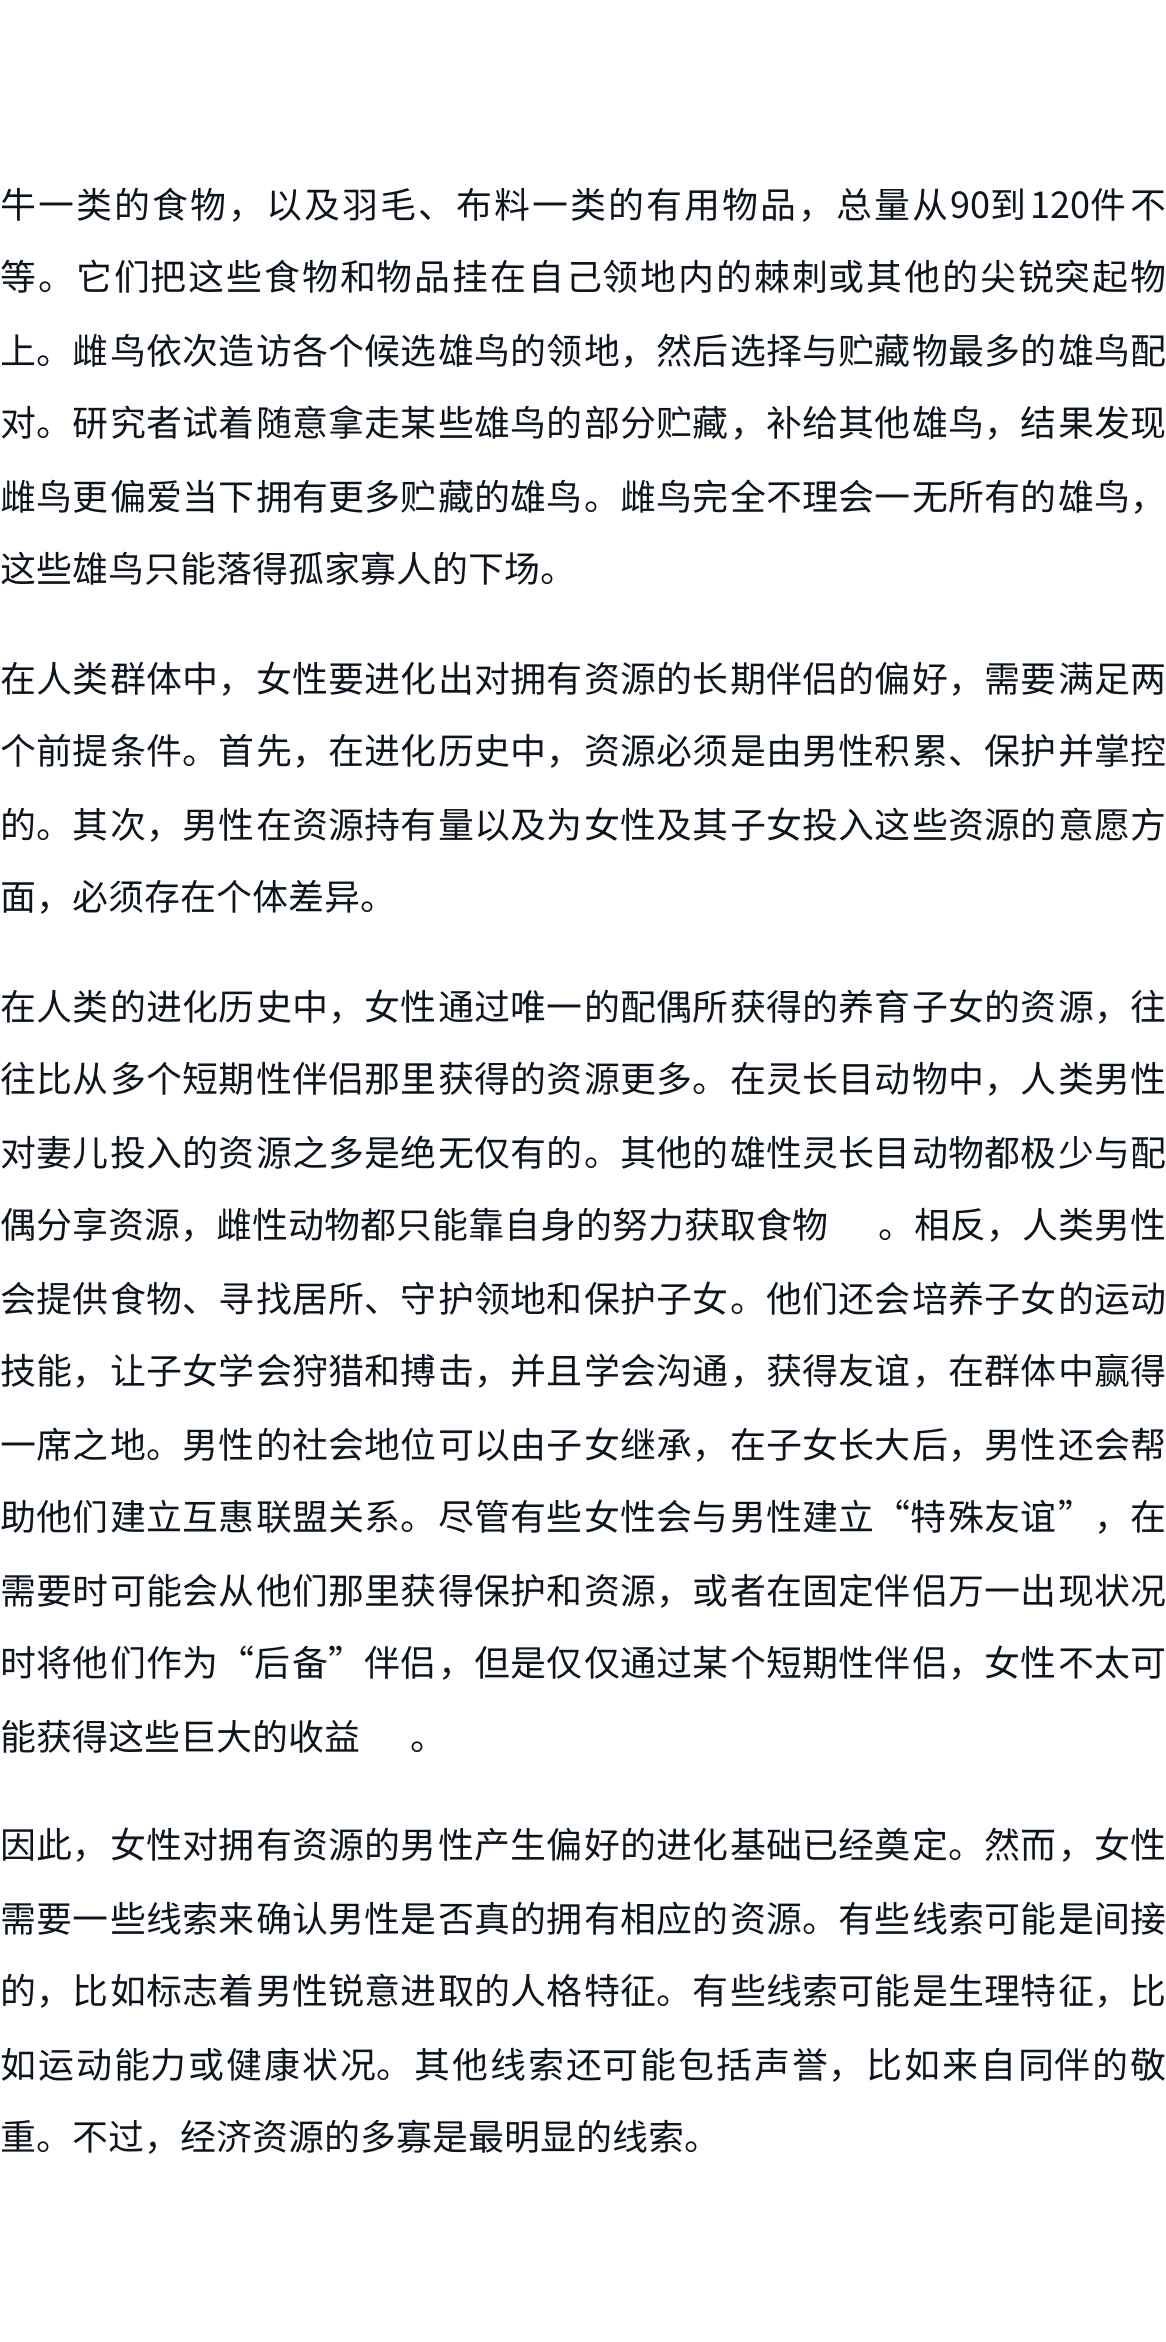 牛一类的食物，以及羽毛、布料一类的有用物品，总量从90到120件不
等。它们把这些食物和物品挂在自己领地内的棘刺或其他的尖锐突起物
上。雌鸟依次造访各个候选雄鸟的领地，然后选择与贮藏物最多的雄鸟配
对。研究者试着随意拿走某些雄鸟的部分贮藏，补给其他雄鸟，结果发现
雌鸟更偏爱当下拥有更多贮藏的雄鸟。雌鸟完全不理会一无所有的雄鸟，
这些雄鸟只能落得孤家寡人的下场。
在人类群体中，女性要进化出对拥有资源的长期伴侣的偏好，需要满足两
个前提条件。首先，在进化历史中，资源必须是由男性积累、保护并掌控
的。其次，男性在资源持有量以及为女性及其子女投入这些资源的意愿方
面，必须存在个体差异。
在人类的进化历史中，女性通过唯一的配偶所获得的养育子女的资源，往
往比从多个短期性伴侣那里获得的资源更多。在灵长目动物中，人类男性
对妻儿投入的资源之多是绝无仅有的。其他的雄性灵长目动物都极少与配
偶分享资源，雌性动物都只能靠自身的努力获取食物 。相反，人类男性
会提供食物、寻找居所、守护领地和保护子女。他们还会培养子女的运动
技能，让子女学会狩猎和搏击，并且学会沟通，获得友谊，在群体中赢得
一席之地。男性的社会地位可以由子女继承，在子女长大后，男性还会帮
助他们建立互惠联盟关系。尽管有些女性会与男性建立“特殊友谊”，在
需要时可能会从他们那里获得保护和资源，或者在固定伴侣万一出现状况
时将他们作为“后备”伴侣，但是仅仅通过某个短期性伴侣，女性不太可
能获得这些巨大的收益 。
因此，女性对拥有资源的男性产生偏好的进化基础已经奠定。然而，女性
需要一些线索来确认男性是否真的拥有相应的资源。有些线索可能是间接
的，比如标志着男性锐意进取的人格特征。有些线索可能是生理特征，比
如运动能力或健康状况。其他线索还可能包括声誉，比如来自同伴的敬
重。不过，经济资源的多寡是最明显的线索。